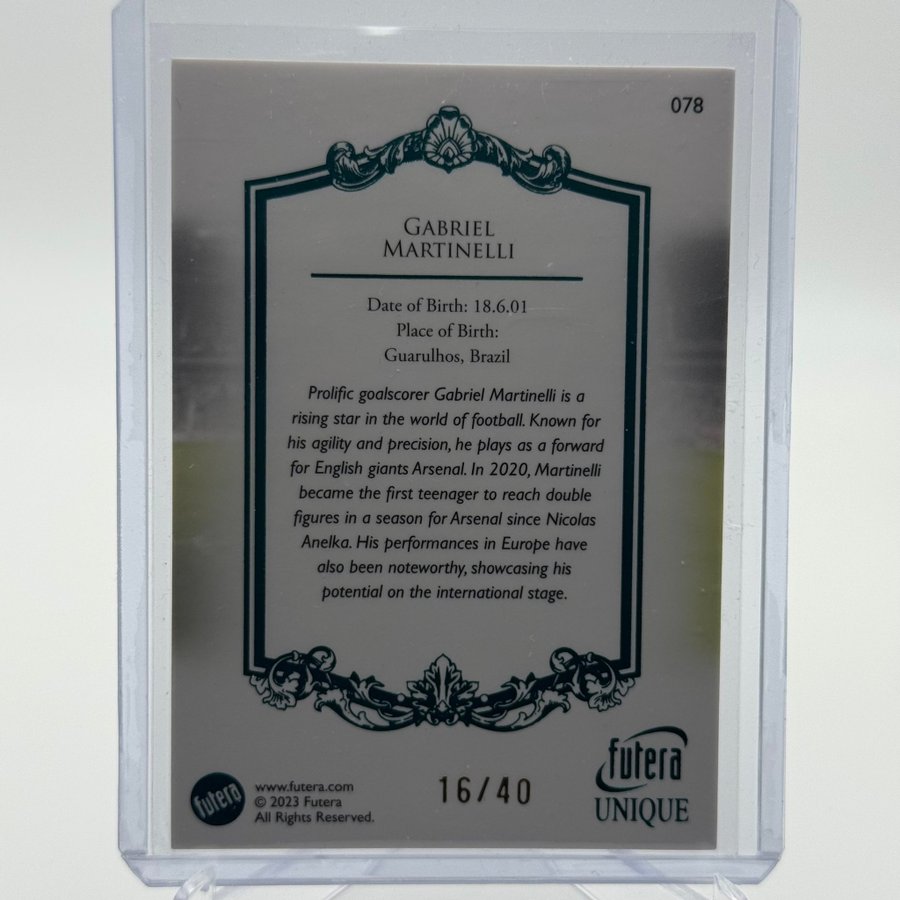 078
GABRIEL
MARTINELLI
Date of Birth: 18.6.01
Place of Birth:
Guarulhos, Brazil
Prolific goalscorer Gabriel Martinelli is a
rising star in the world of football. Known for
his agility and precision, he plays as a forward
for English giants Arsenal. In 2020, Martinelli
became the first teenager to reach double
figures in a season for Arsenal since Nicolas
Anelka. His performances in Europe have
also been noteworthy, showcasing his
potential on the international stage.
futera
www.futera.com
© 2023 Futera
All Rights Reserved.
16/40
futera
UNIQUE